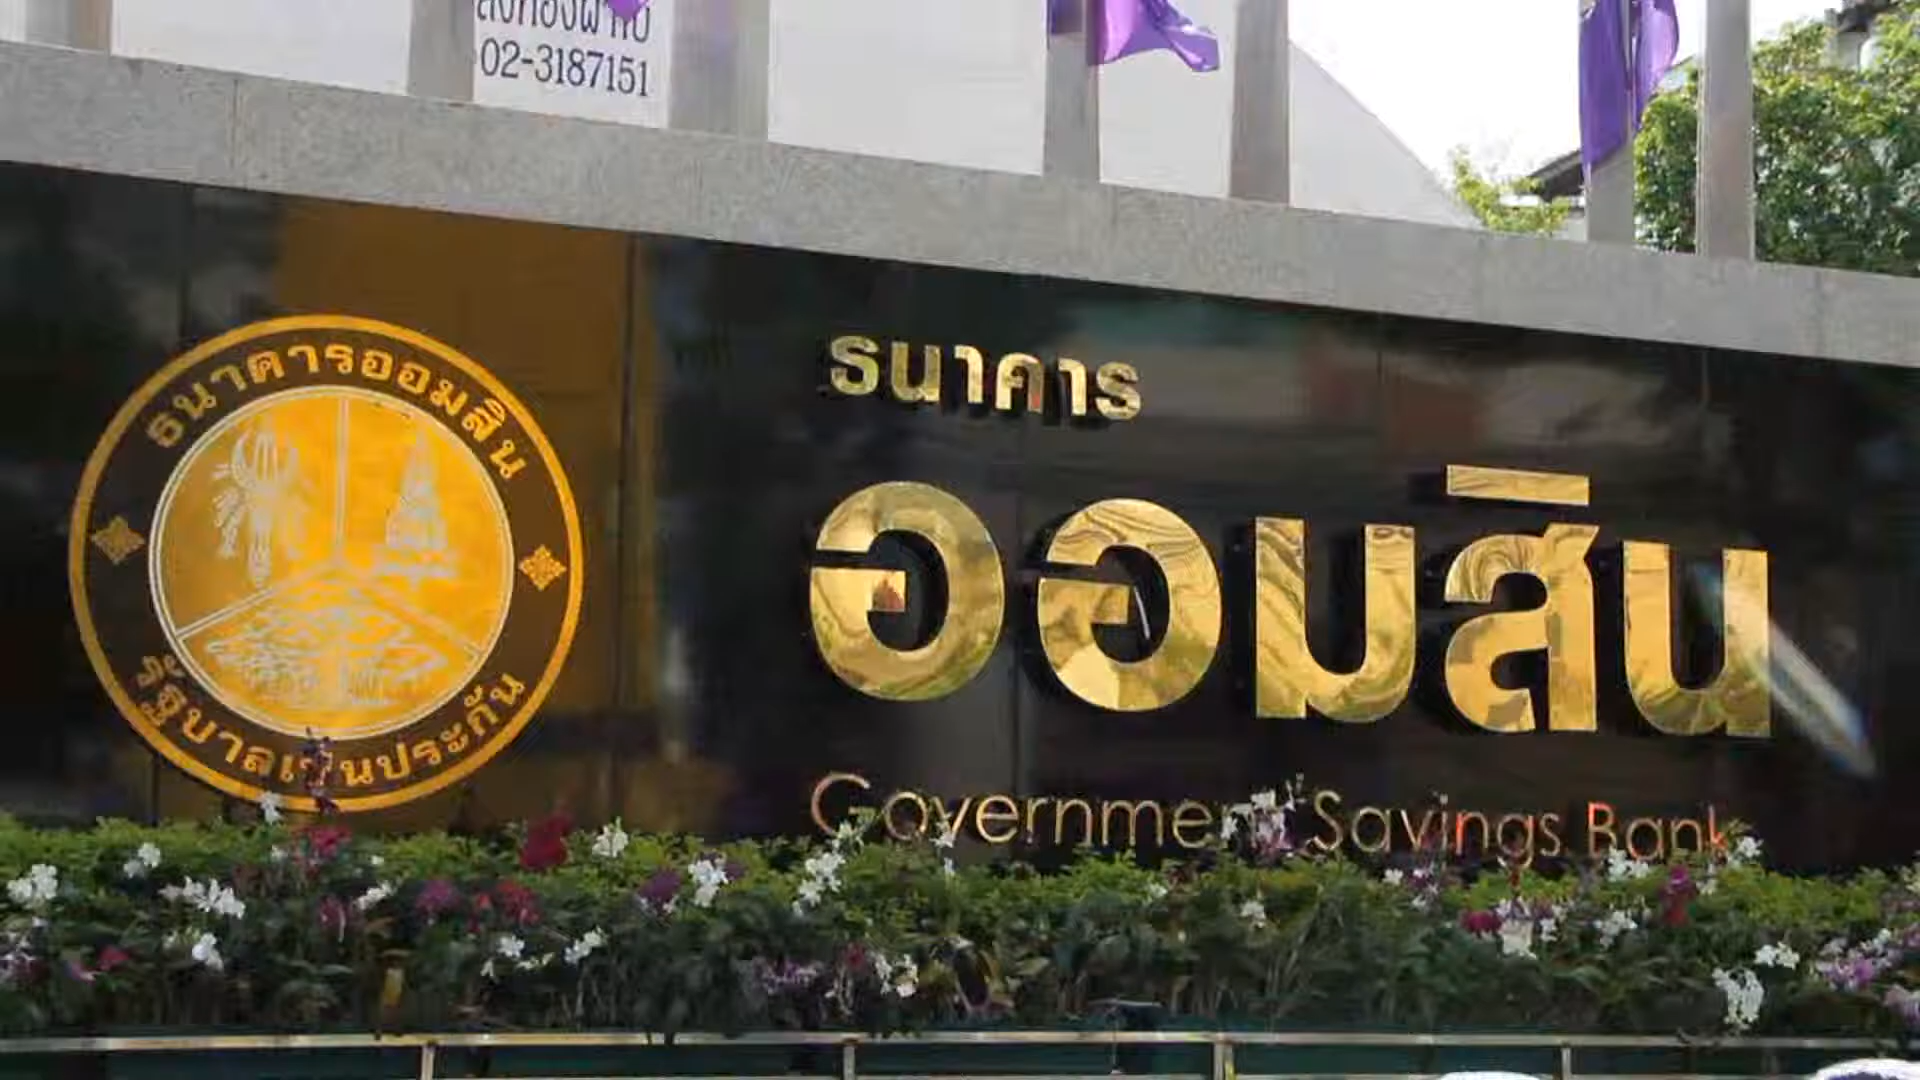 02-3187151
ธนาคารออมสิน
รัฐบาลเป็นประกัน
ธนาคาร
ออมสิน
Government Savings Bank